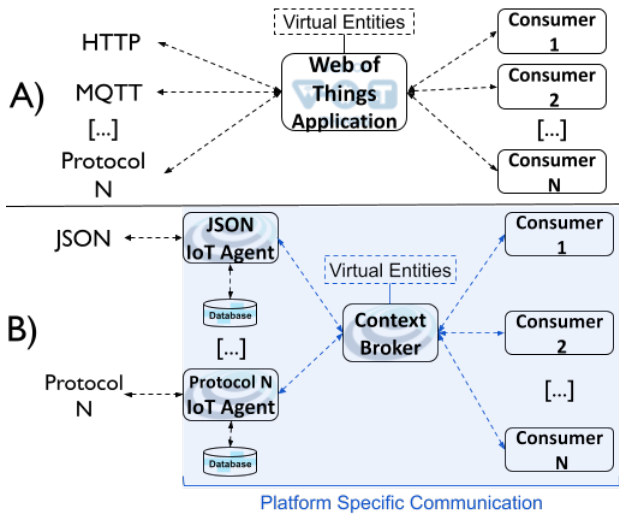 A)
HTTP
MQTT
[...]
Protocol
N
Virtual Entities
Web of
Things
Application
Consumer
1
Consumer
2
[...]
Consumer
N
B)
JSON
JSON
IoT Agent
Database
[...]
Protocol
N
Protocol N
IoT Agent
Database
Virtual Entities
Context
Broker
Consumer
1
Consumer
2
[...]
Consumer
N
Platform Specific Communication